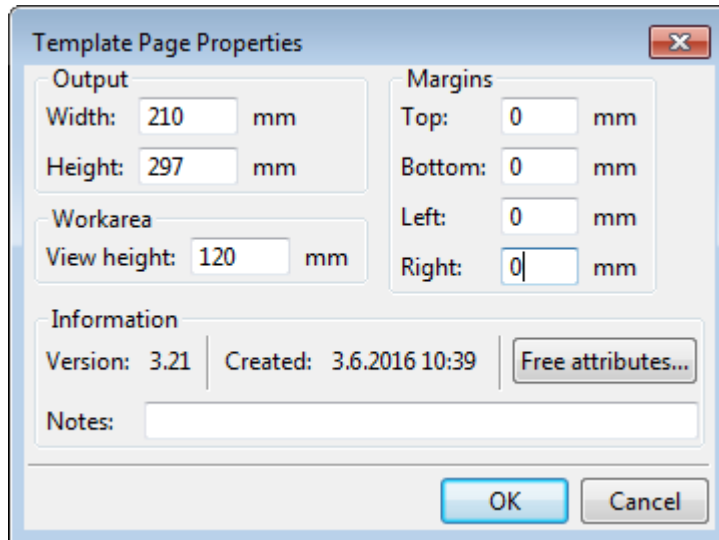 Template Page Properties
Output
Width: 210 mm
Height: 297 mm
Workarea
View height: 120 mm
Margins
Top: 0 mm
Bottom: 0 mm
Left: 0 mm
Right: 0 mm
Information
Version: 3.21 Created: 3.6.2016 10:39 Free attributes...
Notes:
OK Cancel